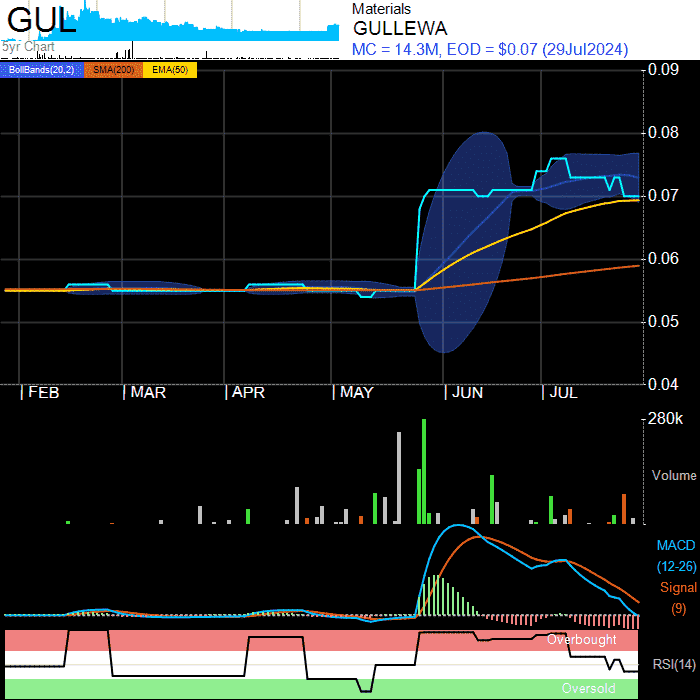 GUL
5yr Chart
Materials
GULLEWA
MC = 14.3M, EOD = $0.07 (29Jul2024)
BollBands(20,2) SMA(200) EMA(50)
0.09
0.08
0.07
0.06
0.05
0.04
FEB MAR APR MAY JUN JUL
280k
Volume
MACD
(12-26)
Signal
(9)
Overbought
RSI(14)
Oversold